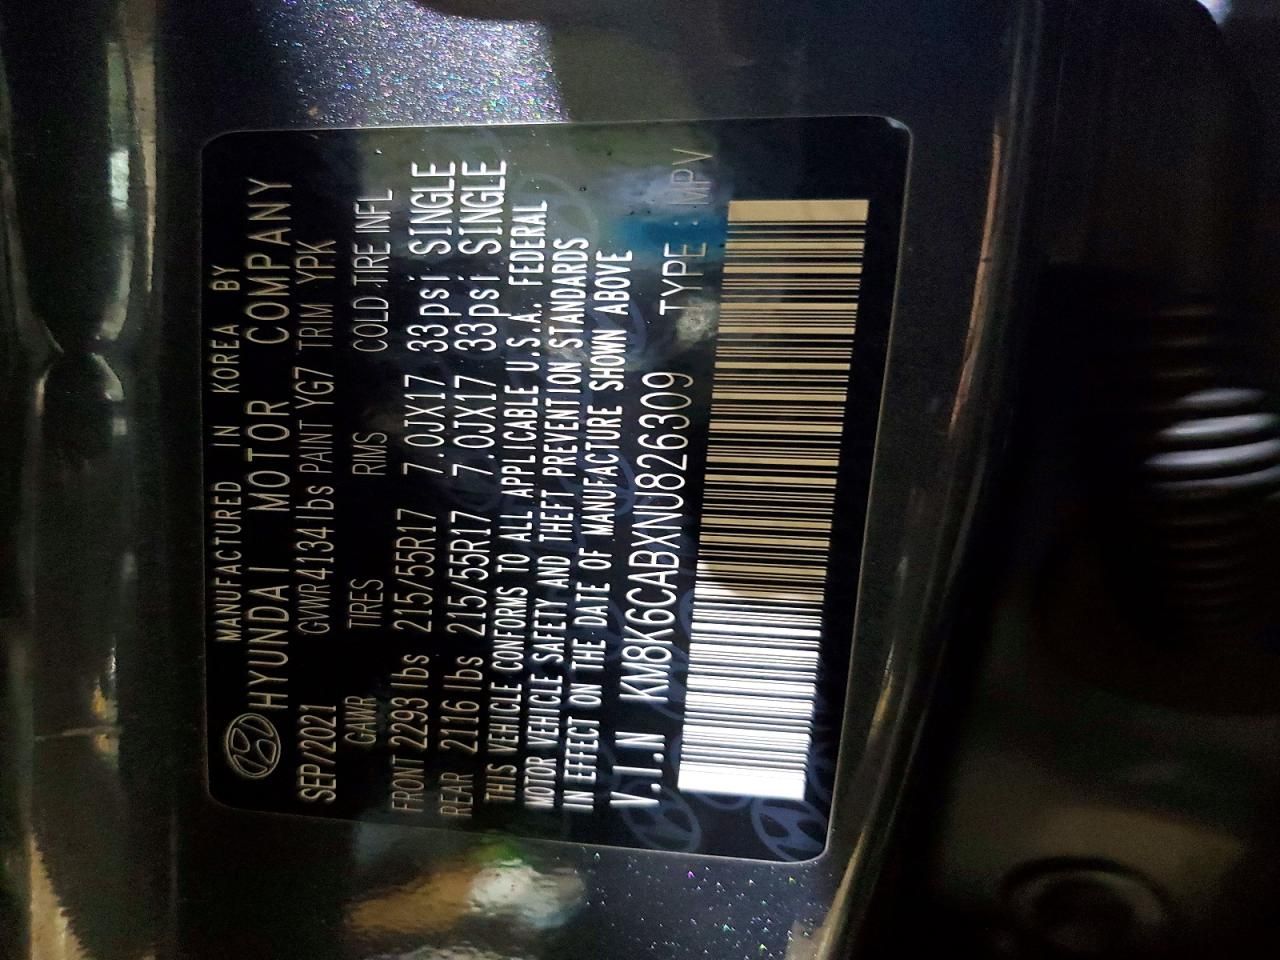 MANUFACTURED IN KOREA BY
HYUNDAI MOTOR COMPANY
SEP/2021 GVWR 4134 lbs PAINT YG7 TRIM YPK
GAWR TIRES RIMS COLD TIRE INFL
FRONT 2293 lbs 215/55R17 7.0JX17 33psi SINGLE
REAR 2116 lbs 215/55R17 7.0JX17 33psi SINGLE
THIS VEHICLE CONFORMS TO ALL APPLICABLE U.S.A. FEDERAL
MOTOR VEHICLE SAFETY AND THEFT PREVENTION STANDARDS
IN EFFECT ON THE DATE OF MANUFACTURE SHOWN ABOVE
V.I.N KM8K6CABXNU826309 TYPE : MPV